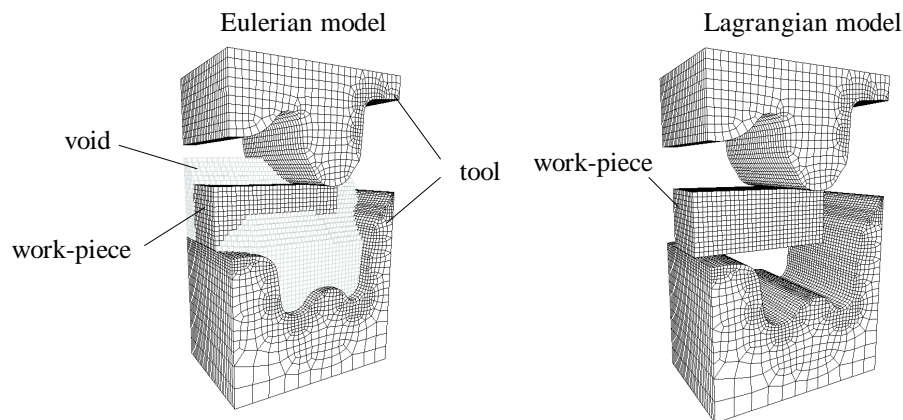 Eulerian model
Lagrangian model
void
work-piece
tool
work-piece